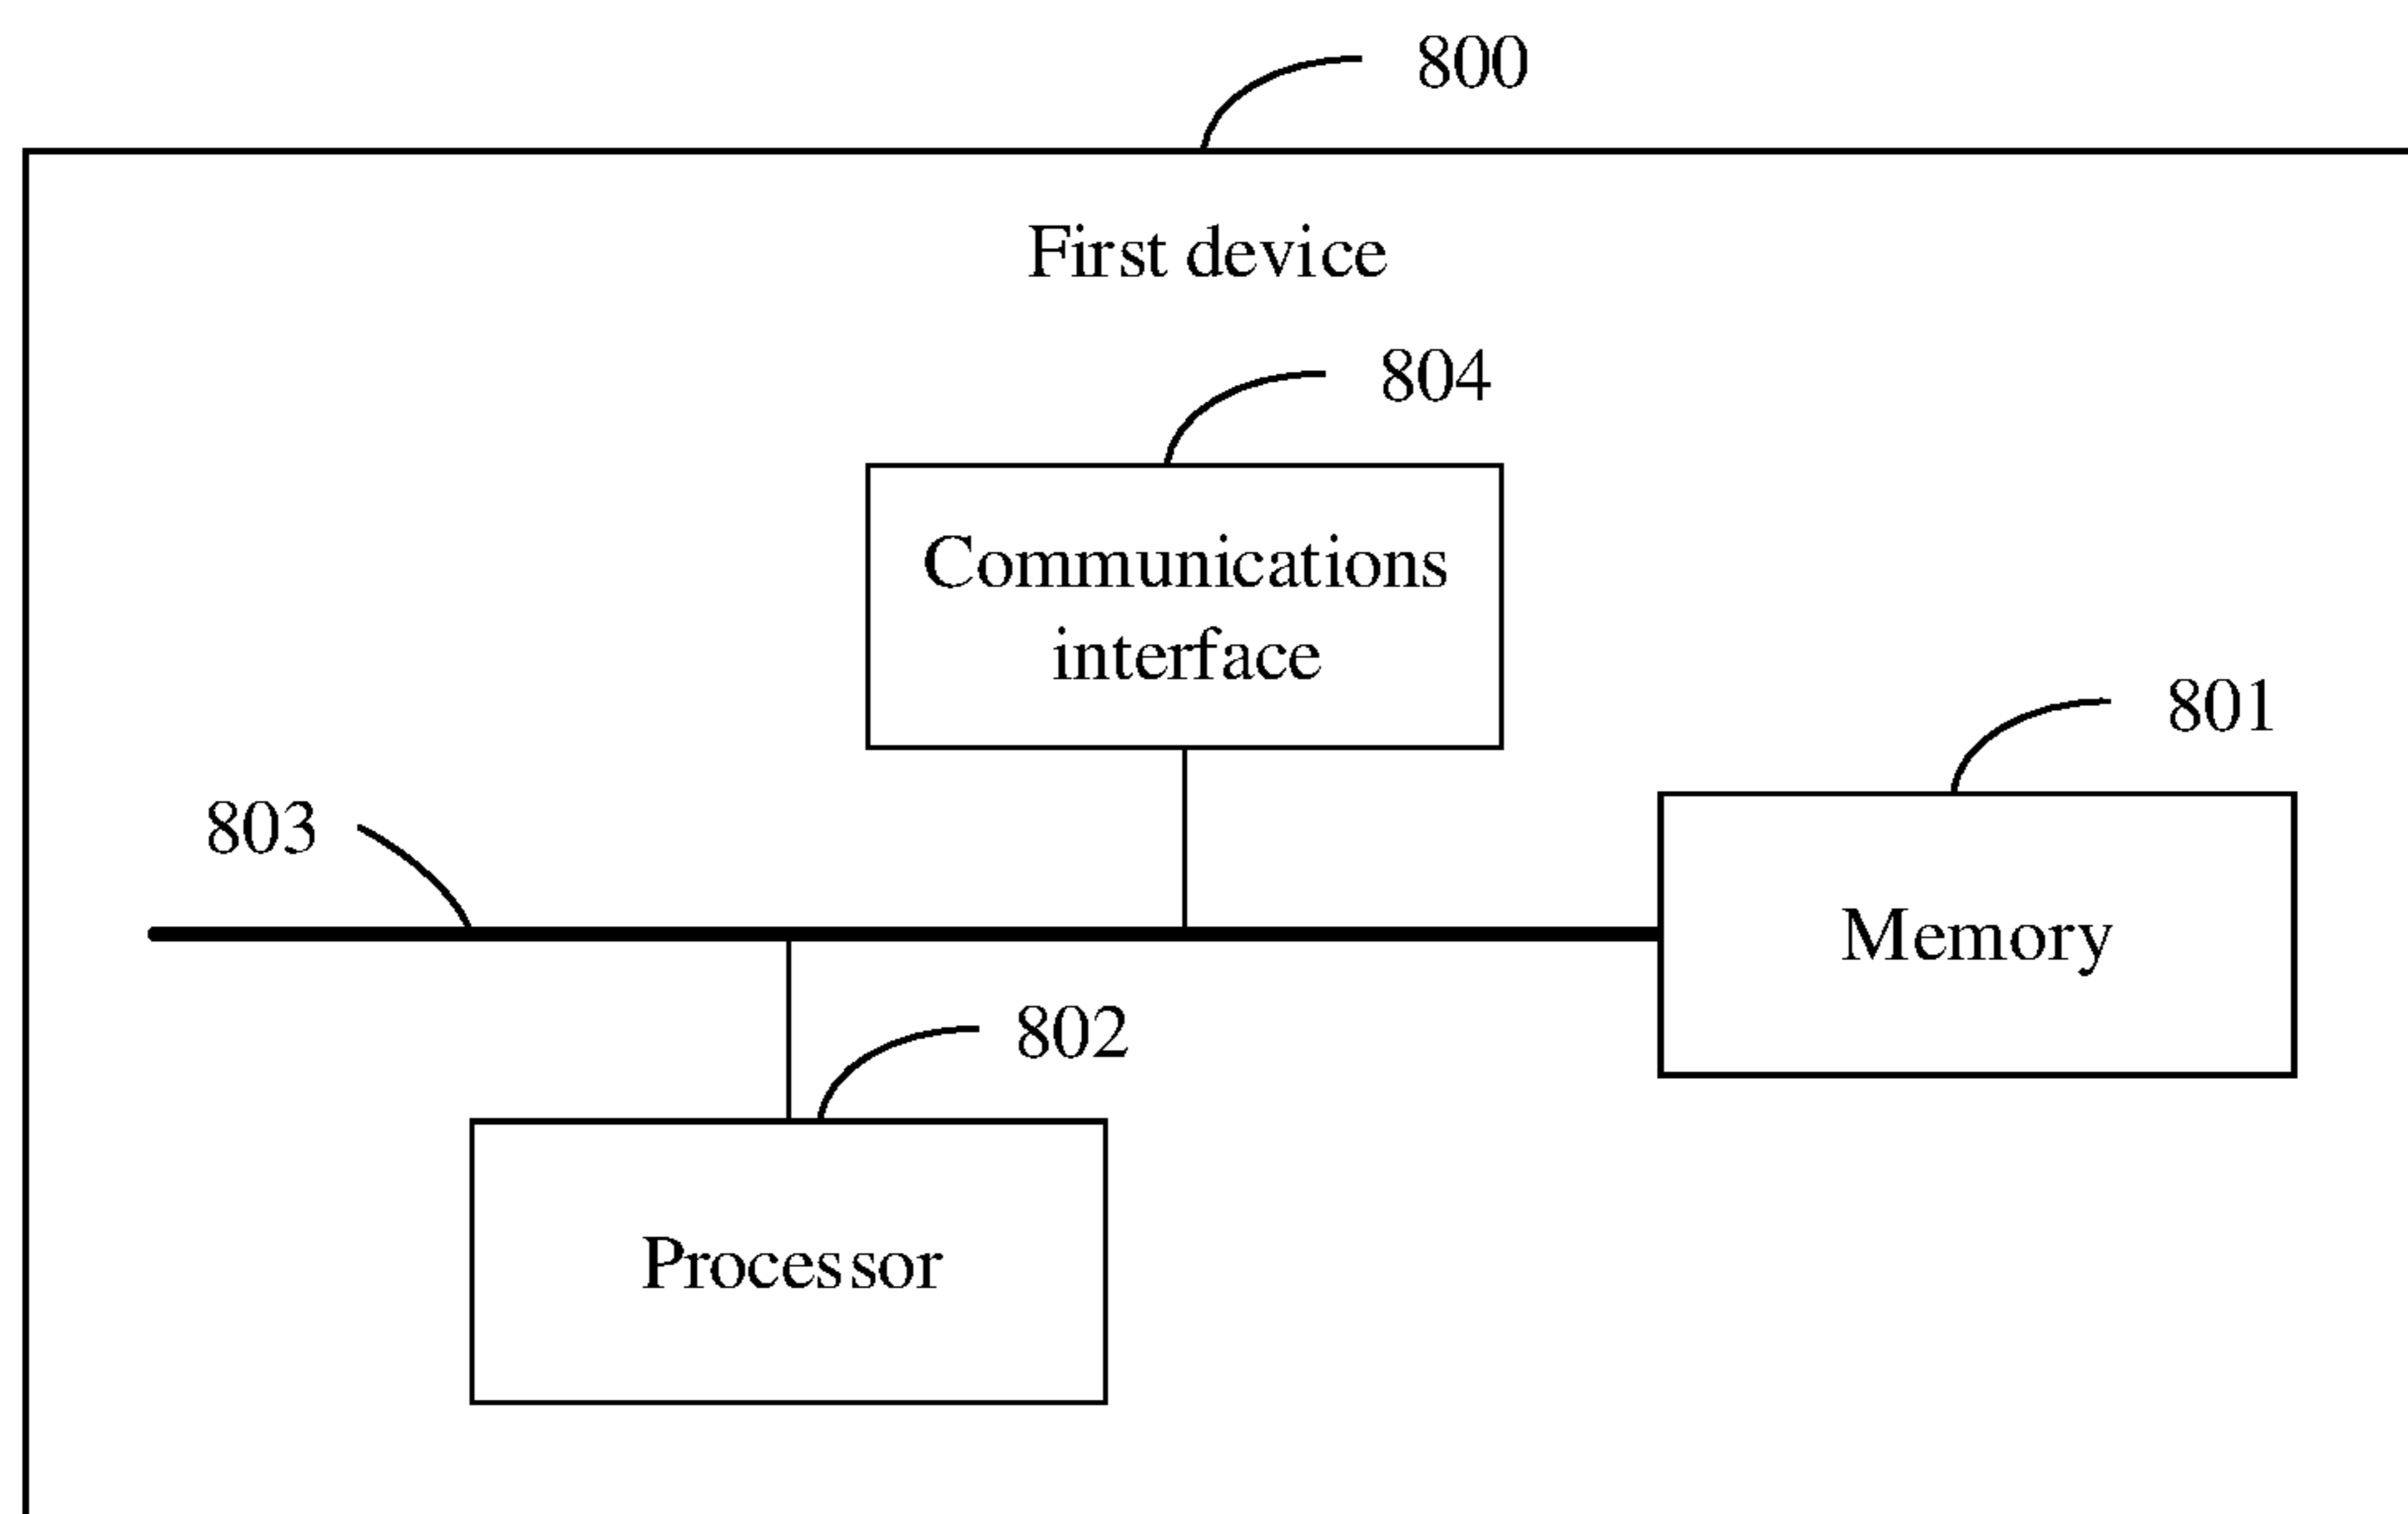 800
First device
804
Communications
interface
801
803
Memory
802
Processor